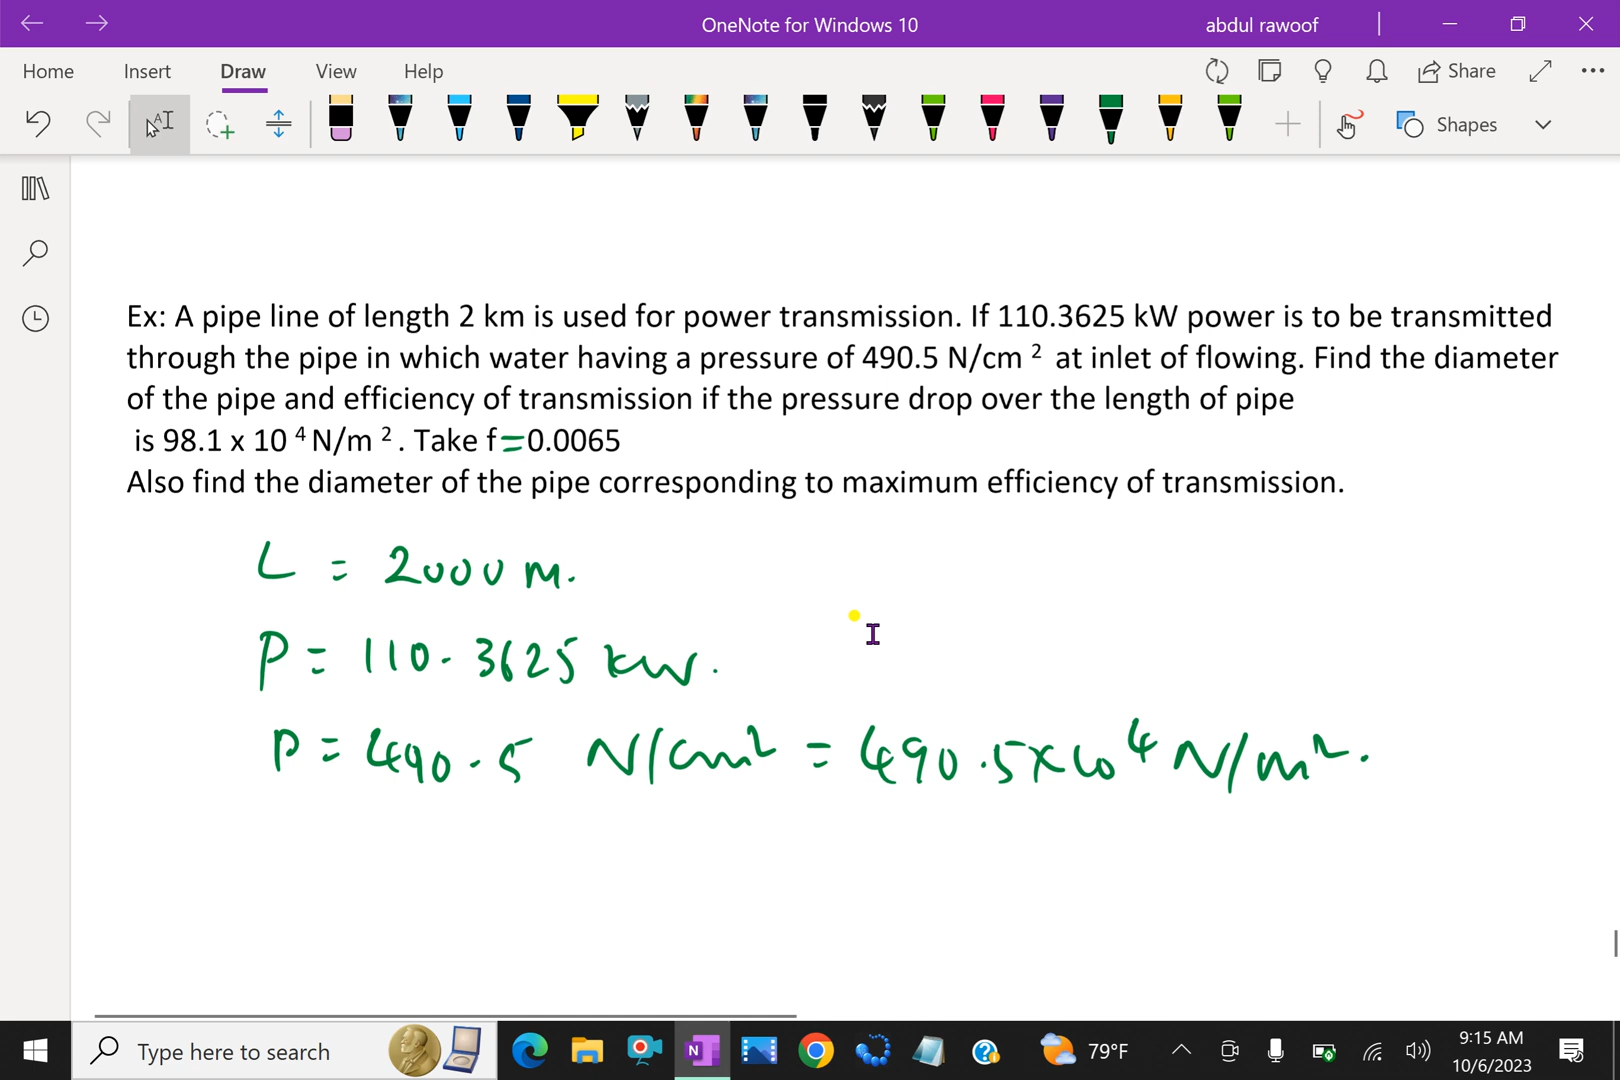 OneNote for Windows 10
abdul rawoof
Home Insert Draw View Help
Share
Shapes
Ex: A pipe line of length 2 km is used for power transmission. If 110.3625 kW power is to be transmitted
through the pipe in which water having a pressure of 490.5 N/cm 2 at inlet of flowing. Find the diameter
of the pipe and efficiency of transmission if the pressure drop over the length of pipe
is 98.1 x 10 4 N/m 2 . Take f=0.0065
Also find the diameter of the pipe corresponding to maximum efficiency of transmission.
L = 2000 m.
P = 110.3625 kW.
p = 490.5 N/cm² = 490.5×10⁴ N/m².
Type here to search
79°F
9:15 AM
10/6/2023